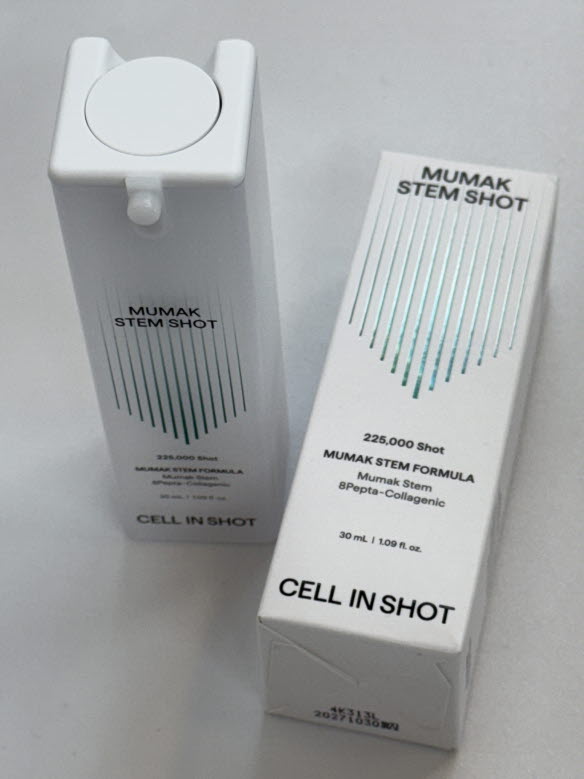 MUMAK
STEM SHOT
225,000 Shot
MUMAK STEM FORMULA
Mumak Stem
8Pepta-Collagenic
30 mL | 1.09 fl. oz.
CELL IN SHOT
MUMAK
STEM SHOT
225,000 Shot
MUMAK STEM FORMULA
Mumak Stem
8Pepta-Collagenic
30 mL | 1.09 fl. oz.
CELL IN SHOT
4K313L
20271030